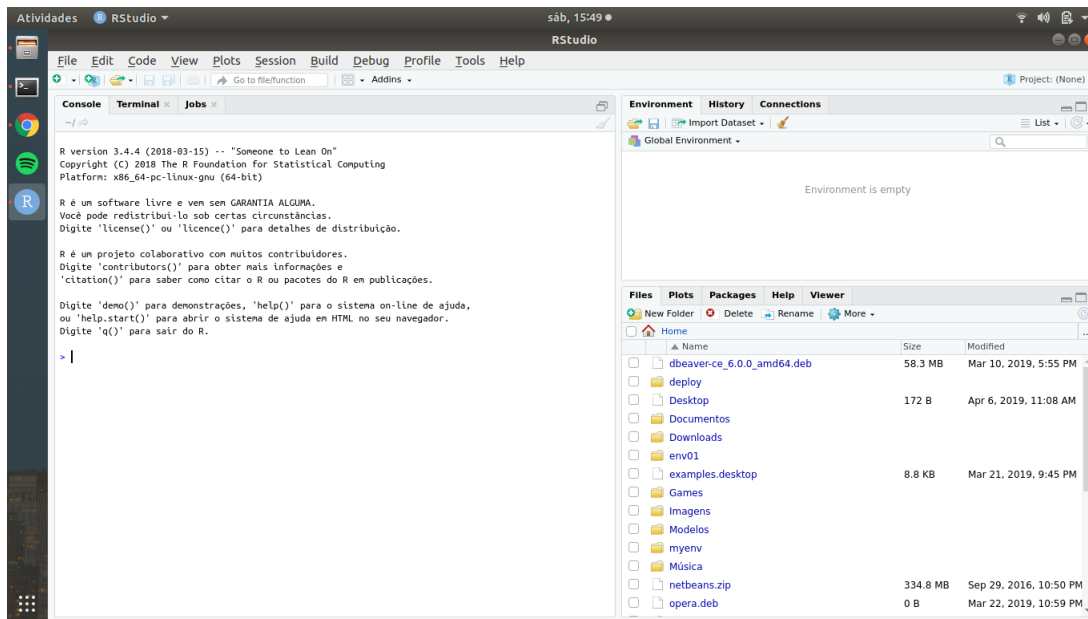 Atividades RStudio sáb, 15:49
RStudio
File Edit Code View Plots Session Build Debug Profile Tools Help
Go to file/function Addins Project: (None)
Console Terminal Jobs
~/
R version 3.4.4 (2018-03-15) -- "Someone to Lean On"
Copyright (C) 2018 The R Foundation for Statistical Computing
Platform: x86_64-pc-linux-gnu (64-bit)
R é um software livre e vem sem GARANTIA ALGUMA.
Você pode redistribuí-lo sob certas circunstâncias.
Digite 'license()' ou 'licence()' para detalhes de distribuição.
R é um projeto colaborativo com muitos contribuidores.
Digite 'contributors()' para obter mais informações e
'citation()' para saber como citar o R ou pacotes do R em publicações.
Digite 'demo()' para demonstrações, 'help()' para o sistema on-line de ajuda,
ou 'help.start()' para abrir o sistema de ajuda em HTML no seu navegador.
Digite 'q()' para sair do R.
>
Environment History Connections
Import Dataset List
Global Environment
Environment is empty
Files Plots Packages Help Viewer
New Folder Delete Rename More
Home
Name Size Modified
dbeaver-ce_6.0.0_amd64.deb 58.3 MB Mar 10, 2019, 5:55 PM
deploy
Desktop 172 B Apr 6, 2019, 11:08 AM
Documentos
Downloads
env01
examples.desktop 8.8 KB Mar 21, 2019, 9:45 PM
Games
Imagens
Modelos
myenv
Música
netbeans.zip 334.8 MB Sep 29, 2016, 10:50 PM
opera.deb 0 B Mar 22, 2019, 10:59 PM